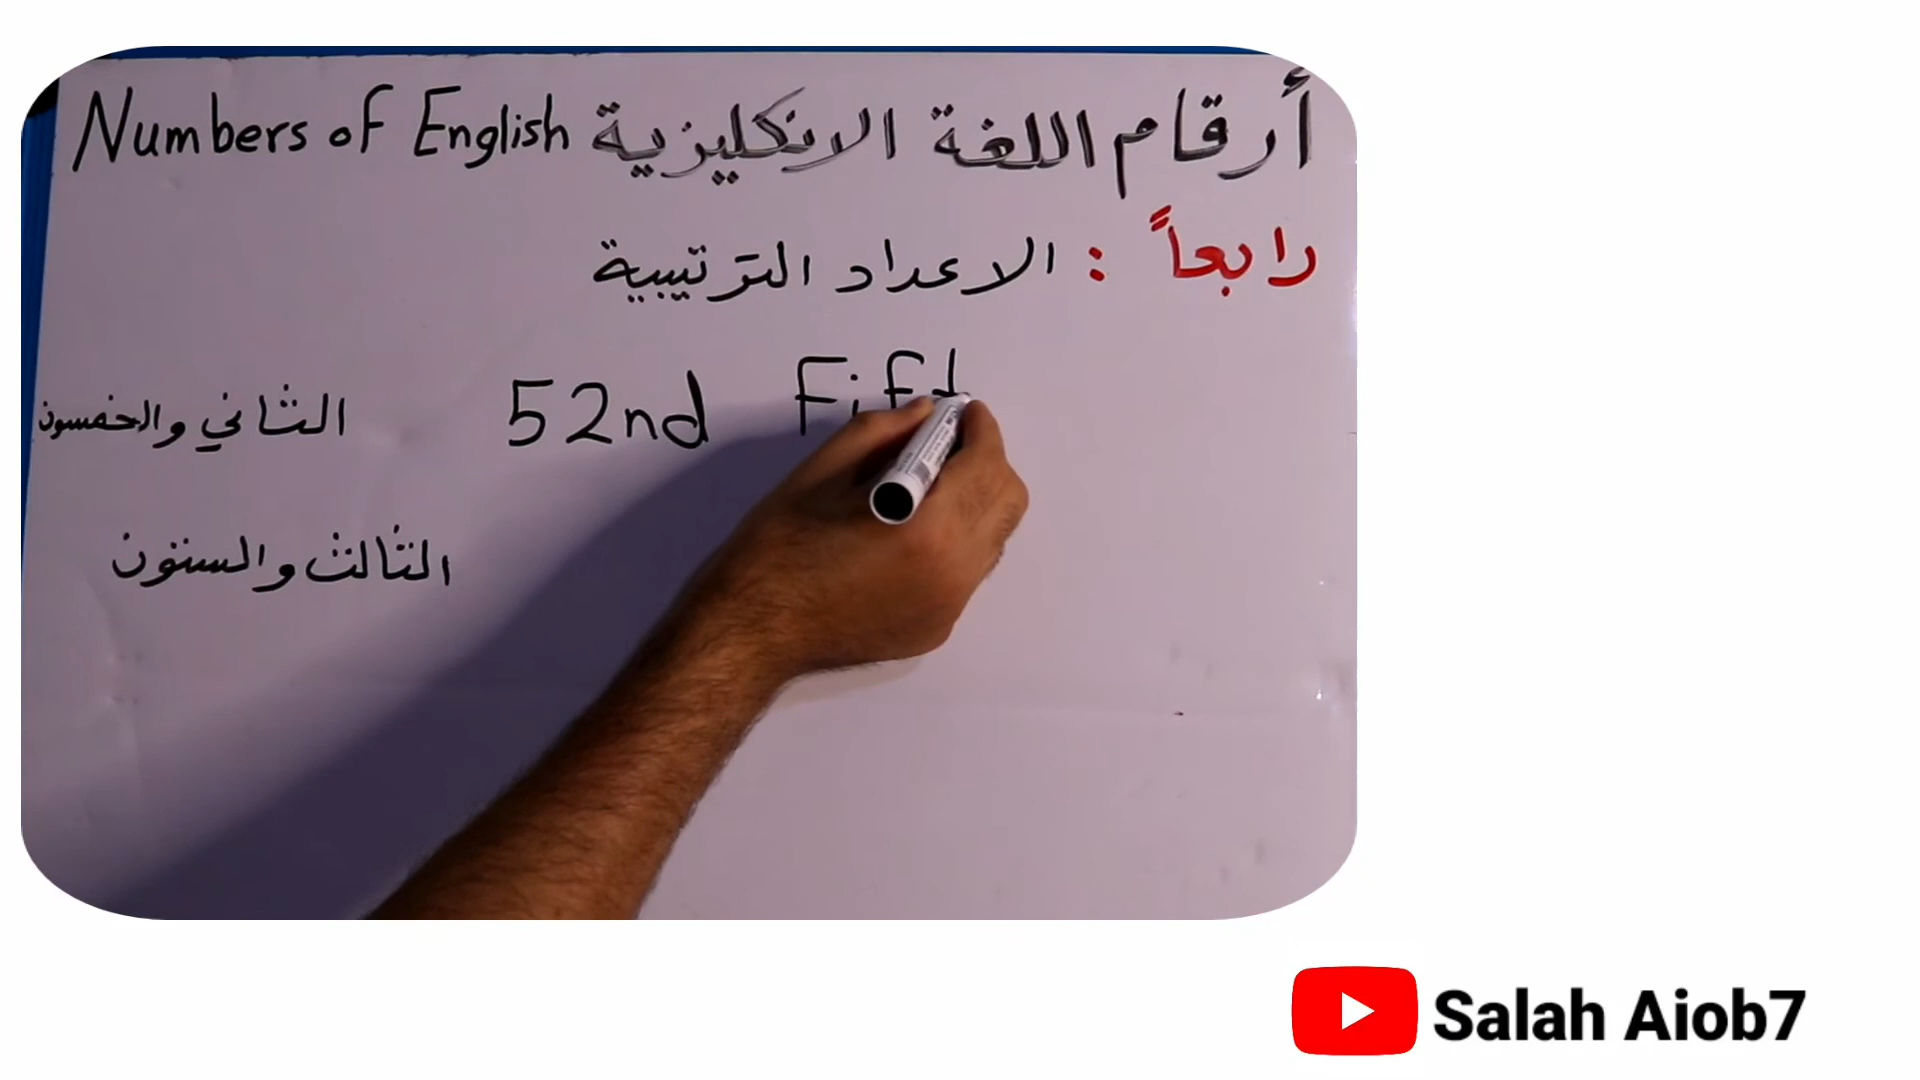 Numbers of English أرقام اللغة الانكليزية
رابعاً : الاعداد الترتيبية
الثاني والخمسون 52nd Fift
الثالث والستون
Salah Aiob7